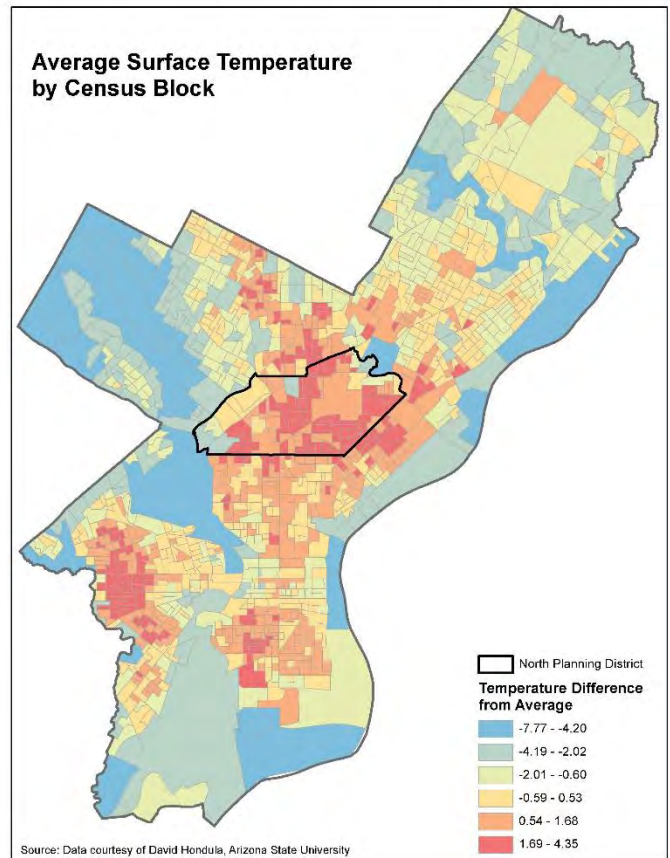 Average Surface Temperature
by Census Block
North Planning District
Temperature Difference
from Average
-7.77 - -4.20
-4.19 - -2.02
-2.01 - -0.60
-0.59 - 0.53
0.54 - 1.68
1.69 - 4.35
Source: Data courtesy of David Hondula, Arizona State University